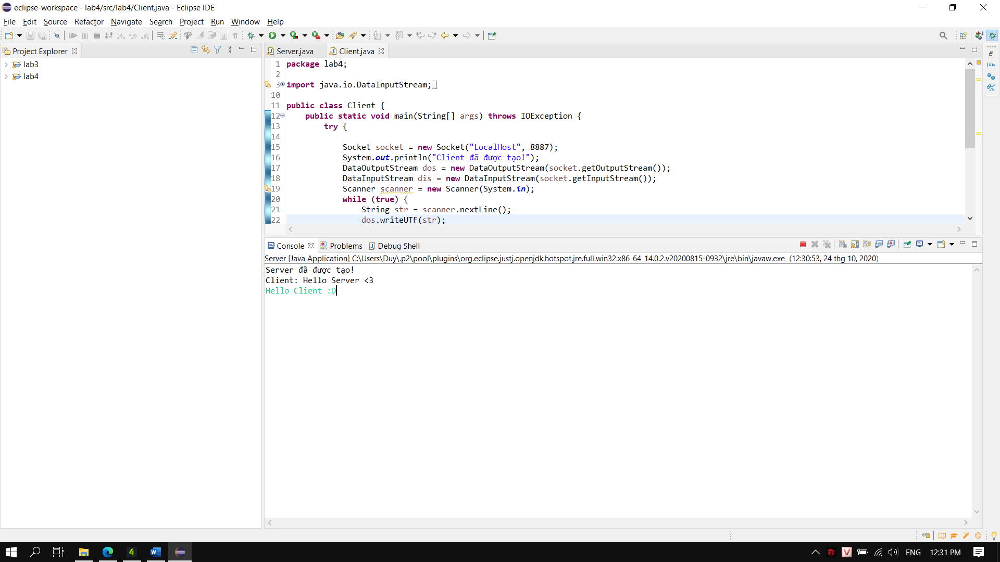 eclipse-workspace - lab4/src/lab4/Client.java - Eclipse IDE
File Edit Source Refactor Navigate Search Project Run Window Help
Project Explorer
lab3
lab4
Server.java Client.java
1 package lab4;
2
3 import java.io.DataInputStream;
10
11 public class Client {
12 public static void main(String[] args) throws IOException {
13 try {
14
15 Socket socket = new Socket("LocalHost", 8887);
16 System.out.println("Client đã được tạo!");
17 DataOutputStream dos = new DataOutputStream(socket.getOutputStream());
18 DataInputStream dis = new DataInputStream(socket.getInputStream());
19 Scanner scanner = new Scanner(System.in);
20 while (true) {
21 String str = scanner.nextLine();
22 dos.writeUTF(str);
Console Problems Debug Shell
Server [Java Application] C:\Users\Duy\.p2\pool\plugins\org.eclipse.justj.openjdk.hotspot.jre.full.win32.x86_64_14.0.2.v20200815-0932\jre\bin\javaw.exe (12:30:53, 24 thg 10, 2020)
Server đã được tạo!
Client: Hello Server <3
Hello Client :D
ENG 12:31 PM